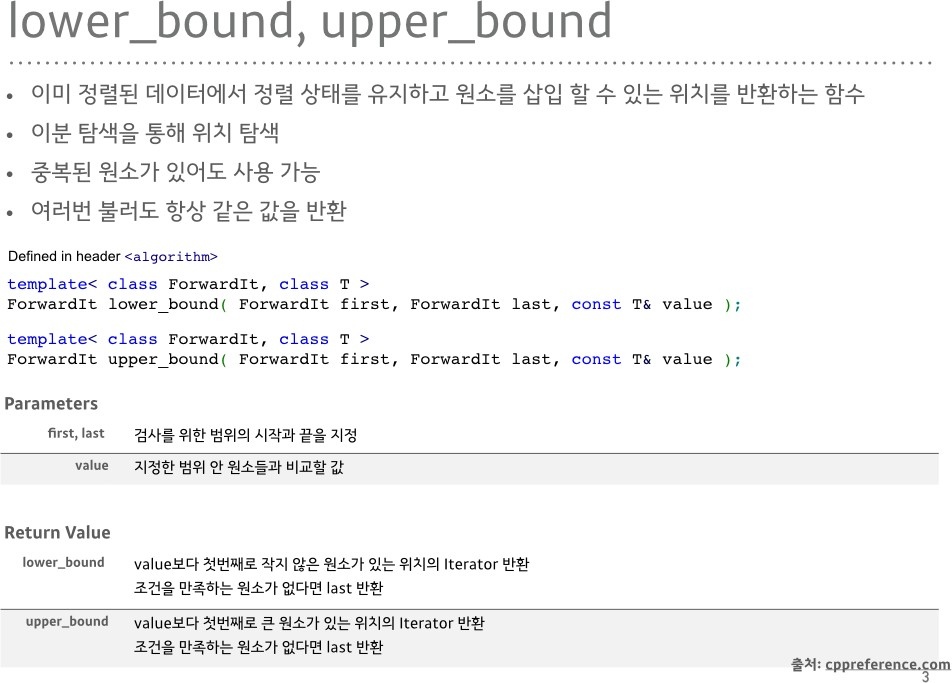 lower_bound, upper_bound
• 이미 정렬된 데이터에서 정렬 상태를 유지하고 원소를 삽입 할 수 있는 위치를 반환하는 함수
• 이분 탐색을 통해 위치 탐색
• 중복된 원소가 있어도 사용 가능
• 여러번 불러도 항상 같은 값을 반환
Defined in header <algorithm>
template< class ForwardIt, class T >
ForwardIt lower_bound( ForwardIt first, ForwardIt last, const T& value );
template< class ForwardIt, class T >
ForwardIt upper_bound( ForwardIt first, ForwardIt last, const T& value );
Parameters
first, last 검사를 위한 범위의 시작과 끝을 지정
value 지정한 범위 안 원소들과 비교할 값
Return Value
lower_bound value보다 첫번째로 작지 않은 원소가 있는 위치의 Iterator 반환
조건을 만족하는 원소가 없다면 last 반환
upper_bound value보다 첫번째로 큰 원소가 있는 위치의 Iterator 반환
조건을 만족하는 원소가 없다면 last 반환
출처: cppreference.com
3